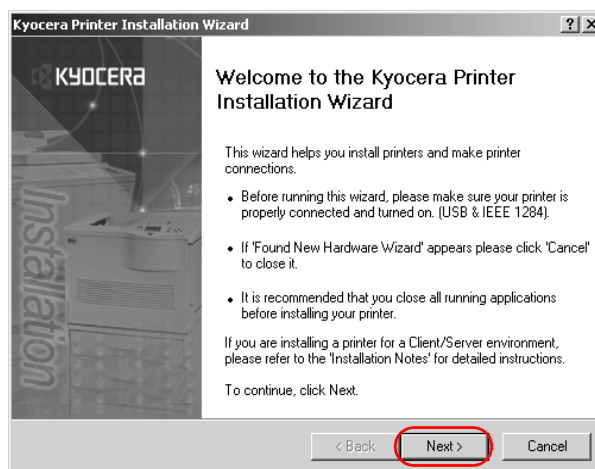 Kyocera Printer Installation Wizard
KYOCERA
Installation
Welcome to the Kyocera Printer
Installation Wizard
This wizard helps you install printers and make printer
connections.
• Before running this wizard, please make sure your printer is
properly connected and turned on. (USB & IEEE 1284).
• If 'Found New Hardware Wizard' appears please click 'Cancel'
to close it.
• It is recommended that you close all running applications
before installing your printer.
If you are installing a printer for a Client/Server environment,
please refer to the 'Installation Notes' for detailed instructions.
To continue, click Next.
< Back
Next >
Cancel